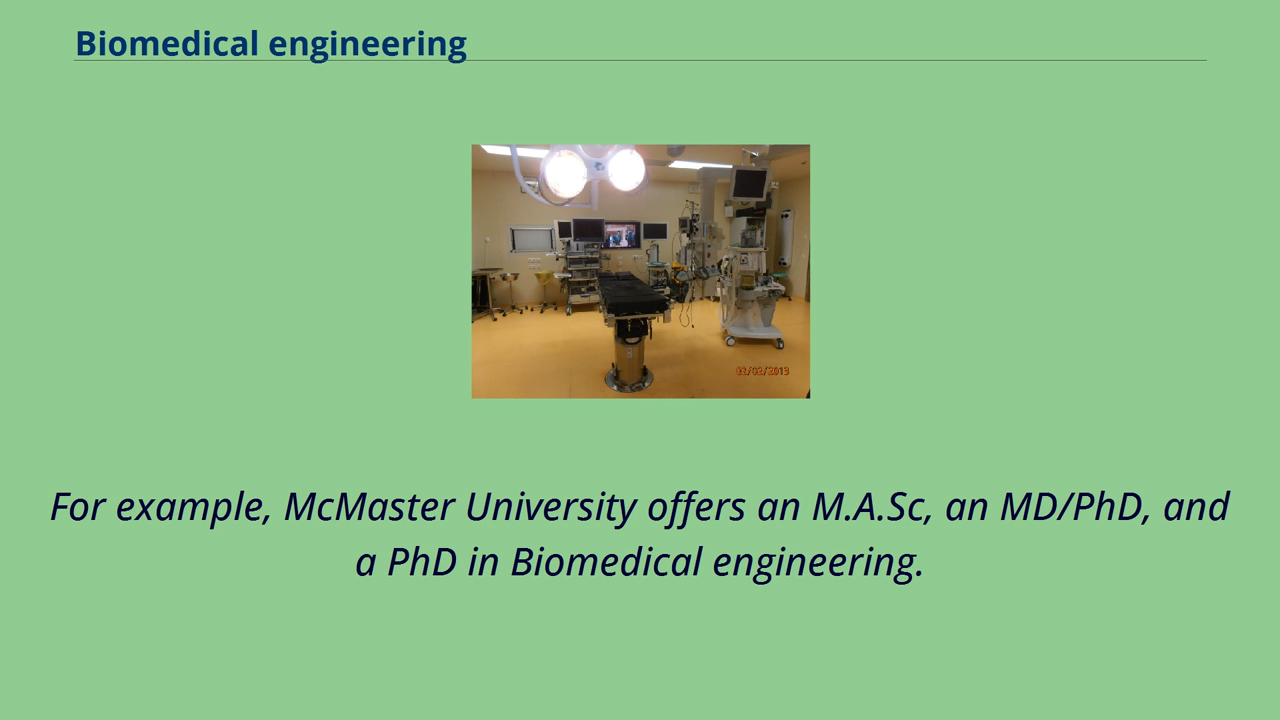 Biomedical engineering
For example, McMaster University offers an M.A.Sc, an MD/PhD, and
a PhD in Biomedical engineering.